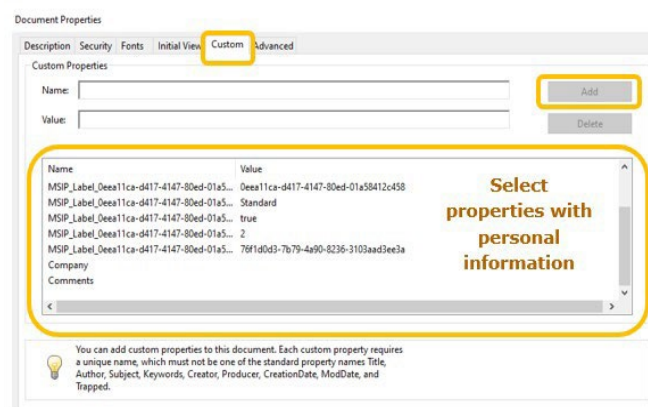 Document Properties
Description Security Fonts Initial View Custom Advanced
Custom Properties
Name:
Add
Value:
Delete
Name Value
MSIP_Label_0eea11ca-d417-4147-80ed-01a5... 0eea11ca-d417-4147-80ed-01a58412c458
MSIP_Label_0eea11ca-d417-4147-80ed-01a5... Standard
MSIP_Label_0eea11ca-d417-4147-80ed-01a5... true
MSIP_Label_0eea11ca-d417-4147-80ed-01a5... 2
MSIP_Label_0eea11ca-d417-4147-80ed-01a5... 76f1d0d3-7b79-4a90-8236-3103aad3ee3a
Company
Comments
Select
properties with
personal
information
You can add custom properties to this document. Each custom property requires
a unique name, which must not be one of the standard property names Title,
Author, Subject, Keywords, Creator, Producer, CreationDate, ModDate, and
Trapped.